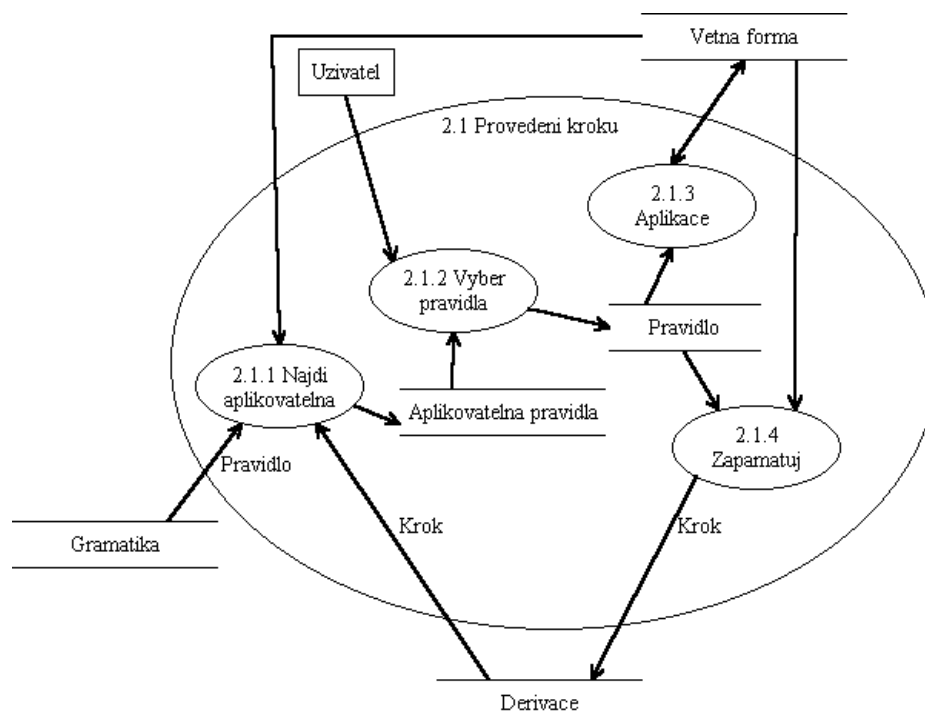 Vetna forma
Uzivatel
2.1 Provedeni kroku
2.1.3
Aplikace
2.1.2 Vyber
pravidla
Pravidlo
2.1.1 Najdi
aplikovatelna
Aplikovatelna pravidla
2.1.4
Zapamatuj
Pravidlo
Gramatika
Krok
Krok
Derivace